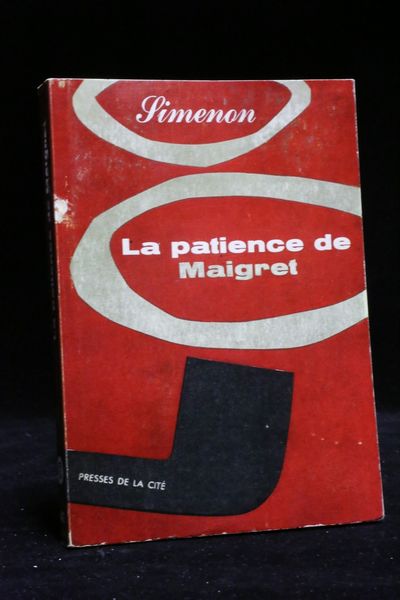 Simenon
La patience de
Maigret
PRESSES DE LA CITÉ